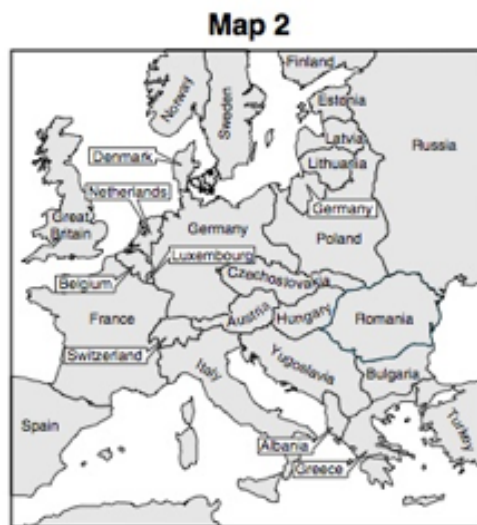 Map 2
Finland
Norway
Sweden
Estonia
Russia
Latvia
Denmark
Lithuania
Netherlands
Germany
Great
Britain
Germany
Poland
Luxembourg
Belgium
Czechoslovakia
France
Austria
Hungary
Romania
Switzerland
Italy
Yugoslavia
Bulgaria
Spain
Turkey
Albania
Greece